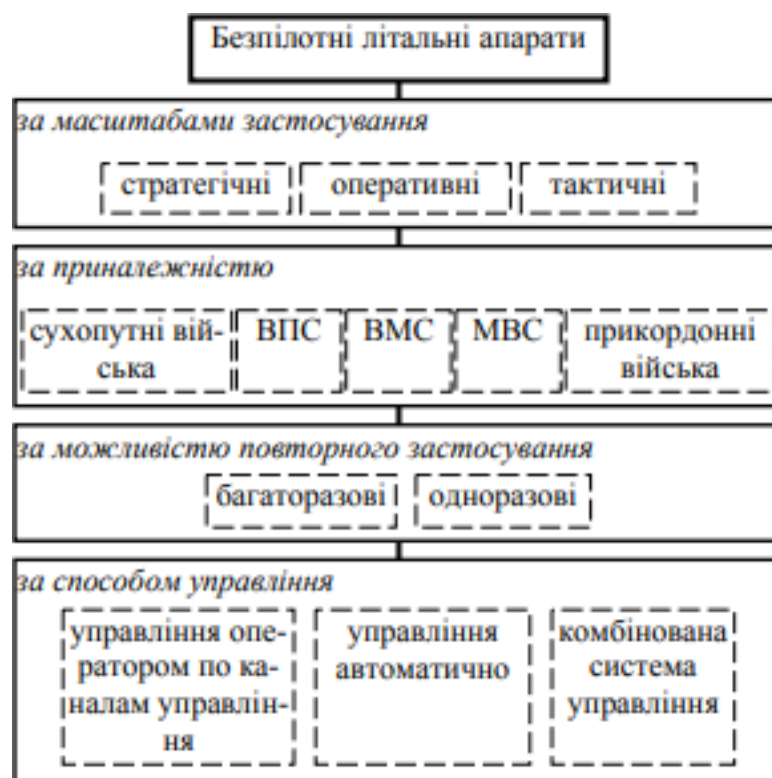 Безпілотні літальні апарати
за масштабами застосування
стратегічні
оперативні
тактичні
за приналежністю
сухопутні вій-
ська
ВПС
ВМС
МВС
прикордонні
війська
за можливістю повторного застосування
багаторазові
одноразові
за способом управління
управління опе-
ратором по ка-
налам управлін-
ня
управління
автоматично
комбінована
система
управління